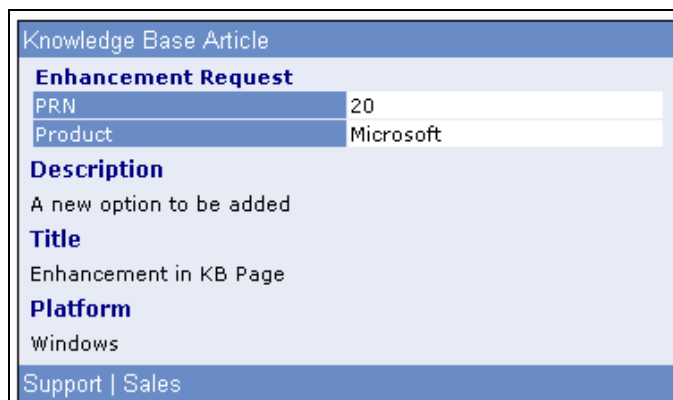 Knowledge Base Article
Enhancement Request
PRN 20
Product Microsoft
Description
A new option to be added
Title
Enhancement in KB Page
Platform
Windows
Support | Sales